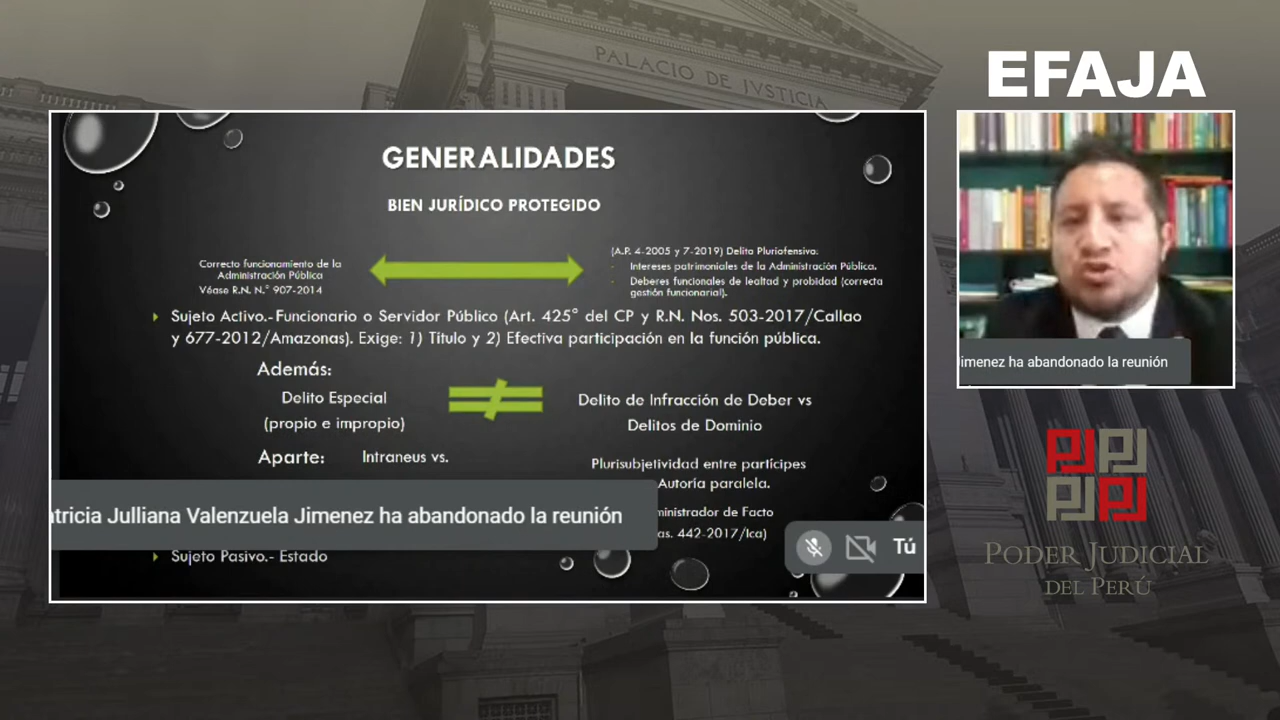 PALACIO DE JUSTICIA
EFAJA
GENERALIDADES
BIEN JURÍDICO PROTEGIDO
Correcto funcionamiento de la
Administración Pública
Véase R.N. N.° 907-2014
(A.P. 4-2005 y 7-2019) Delito Pluriofensivo:
- Intereses patrimoniales de la Administración Pública.
- Deberes funcionales de lealtad y probidad (correcta
gestión funcionarial).
Sujeto Activo.- Funcionario o Servidor Público (Art. 425° del CP y R.N. Nos. 503-2017/Callao
y 677-2012/Amazonas). Exige: 1) Título y 2) Efectiva participación en la función pública.
Además:
Delito Especial
(propio e impropio)
Delito de Infracción de Deber vs
Delitos de Dominio
Aparte: Intraneus vs.
Plurisubjetividad entre partícipes
Autoría paralela.
ministrador de Facto
as. 442-2017/Ica)
atricia Julliana Valenzuela Jimenez ha abandonado la reunión
Tú
Sujeto Pasivo.- Estado
Jimenez ha abandonado la reunión
PODER JUDICIAL
DEL PERÚ